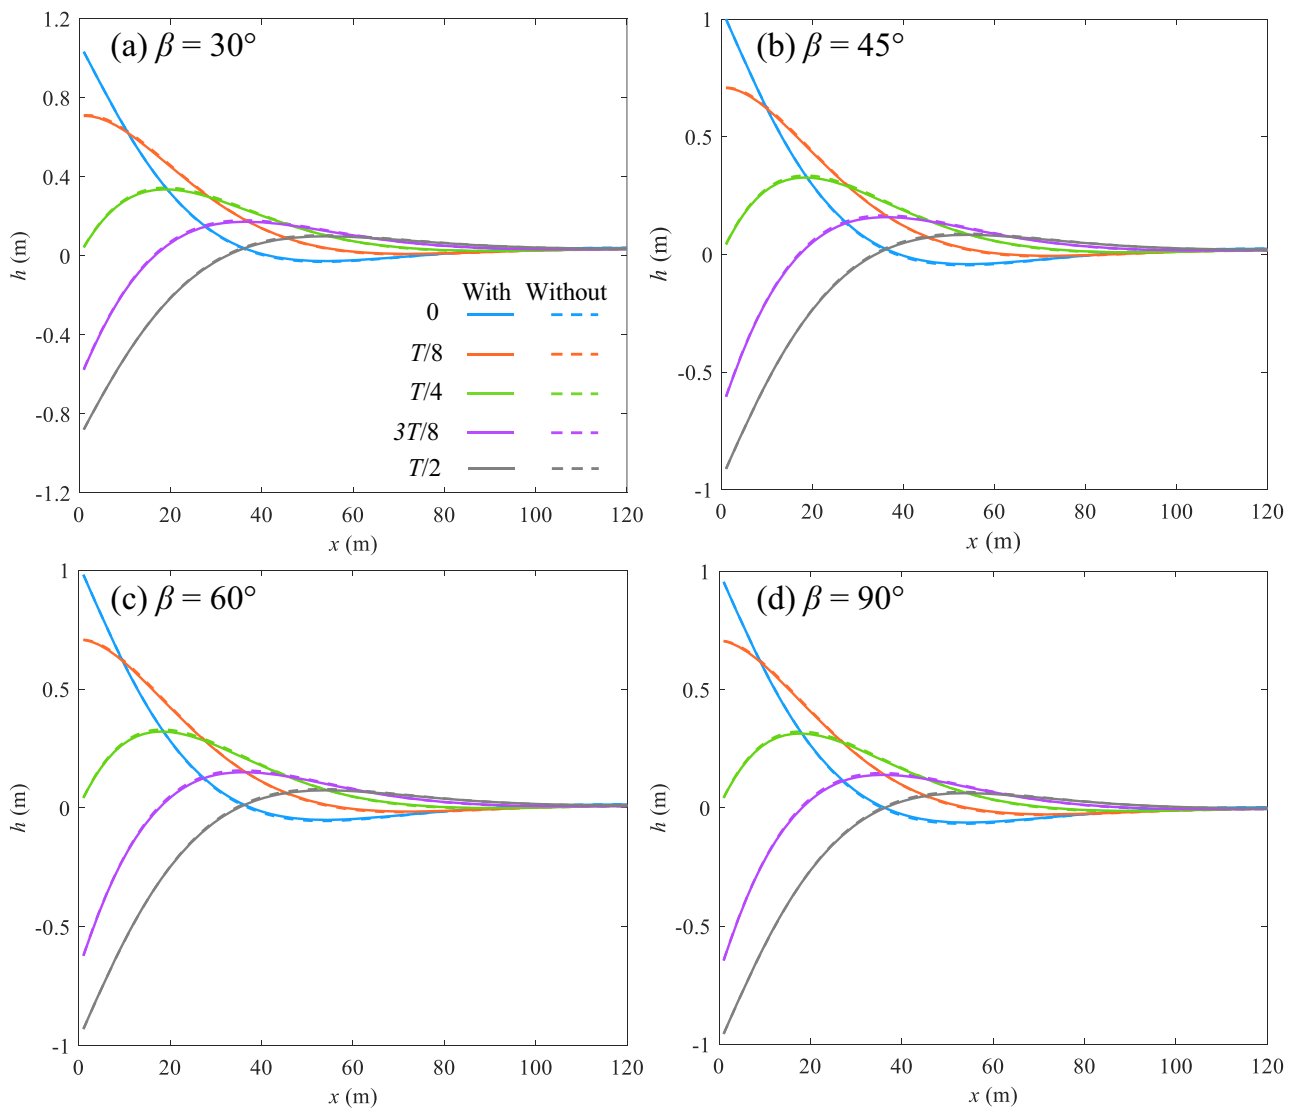 (a) β = 30°
1.2
0.8
0.4
0
-0.4
-0.8
-1.2
h (m)
0 20 40 60 80 100 120
x (m)
With Without
0
T/8
T/4
3T/8
T/2
(b) β = 45°
1
0.5
0
-0.5
-1
h (m)
0 20 40 60 80 100 120
x (m)
(c) β = 60°
1
0.5
0
-0.5
-1
h (m)
0 20 40 60 80 100 120
x (m)
(d) β = 90°
1
0.5
0
-0.5
-1
h (m)
0 20 40 60 80 100 120
x (m)